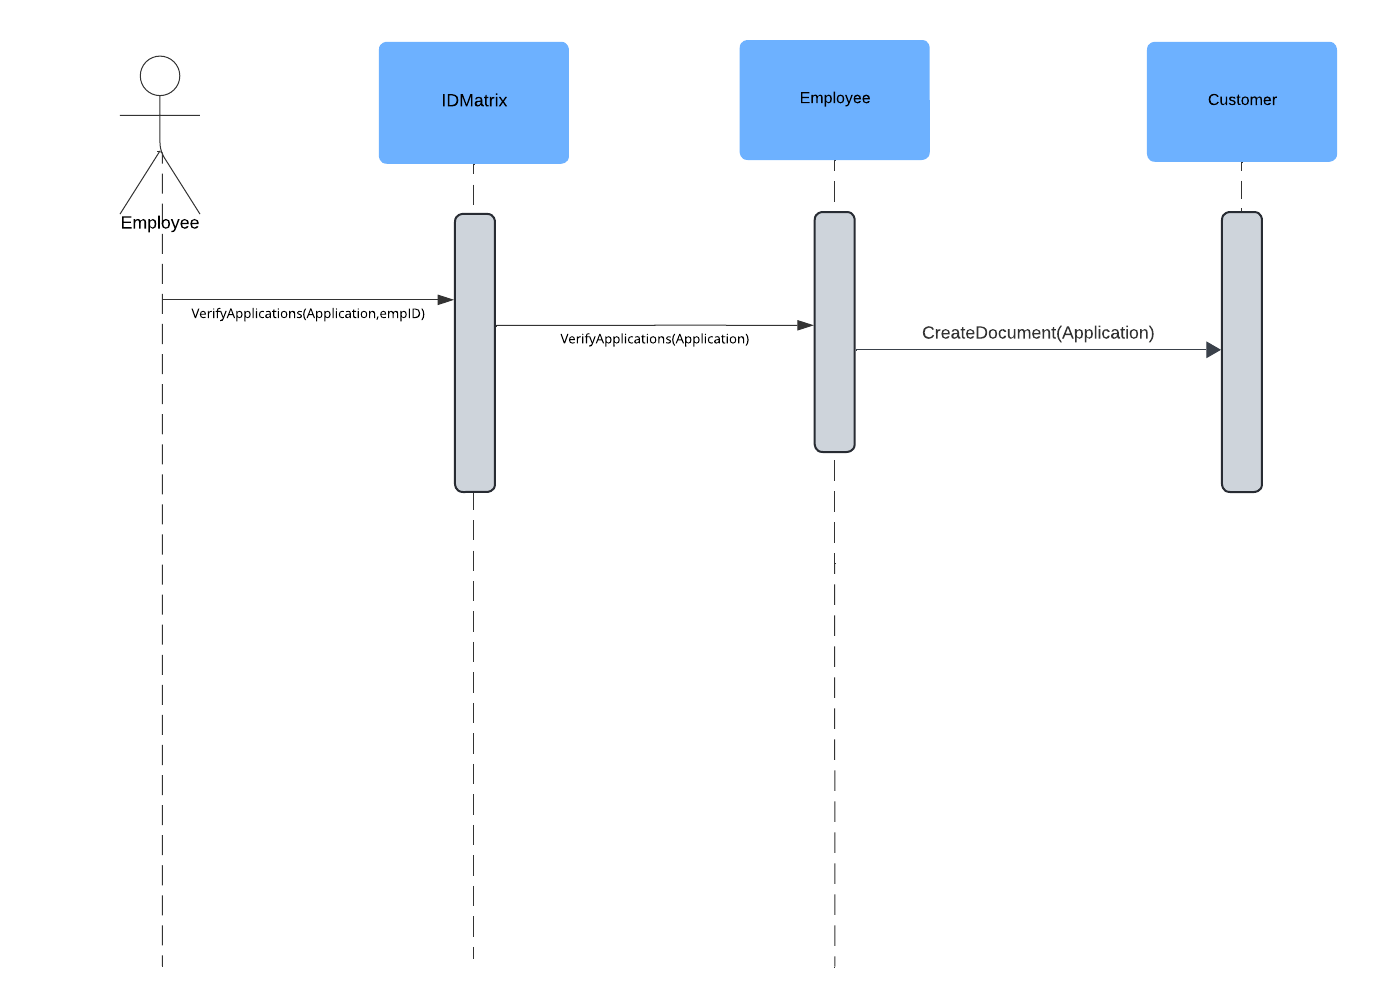 IDMatrix
Employee
Customer
Employee
VerifyApplications(Application,empID)
VerifyApplications(Application)
CreateDocument(Application)